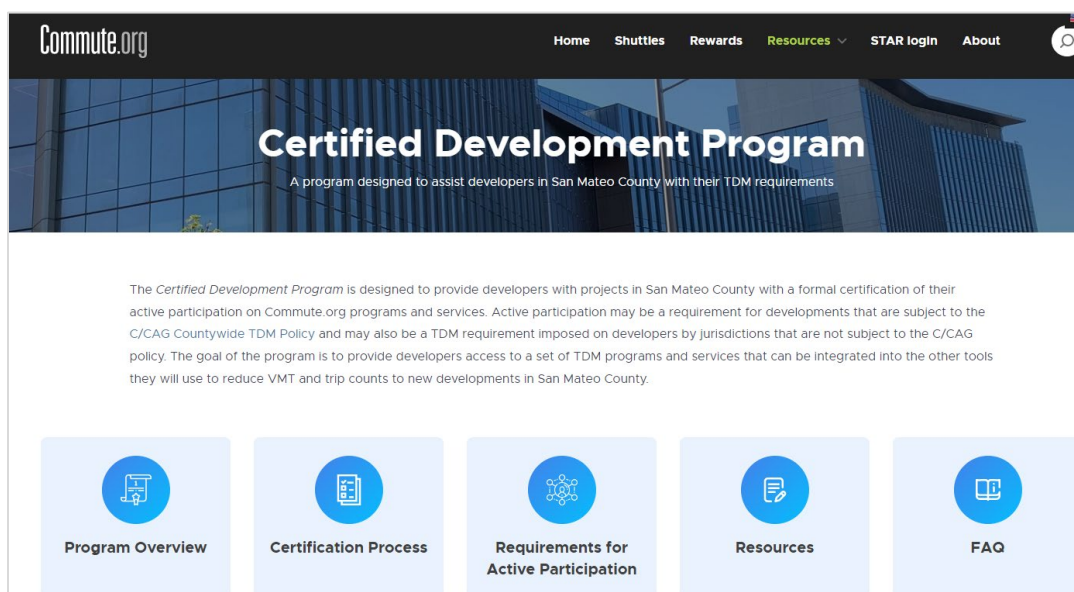 Commute.org
Home Shuttles Rewards Resources STAR login About
Certified Development Program
A program designed to assist developers in San Mateo County with their TDM requirements
The Certified Development Program is designed to provide developers with projects in San Mateo County with a formal certification of their
active participation on Commute.org programs and services. Active participation may be a requirement for developments that are subject to the
C/CAG Countywide TDM Policy and may also be a TDM requirement imposed on developers by jurisdictions that are not subject to the C/CAG
policy. The goal of the program is to provide developers access to a set of TDM programs and services that can be integrated into the other tools
they will use to reduce VMT and trip counts to new developments in San Mateo County.
Program Overview
Certification Process
Requirements for
Active Participation
Resources
FAQ